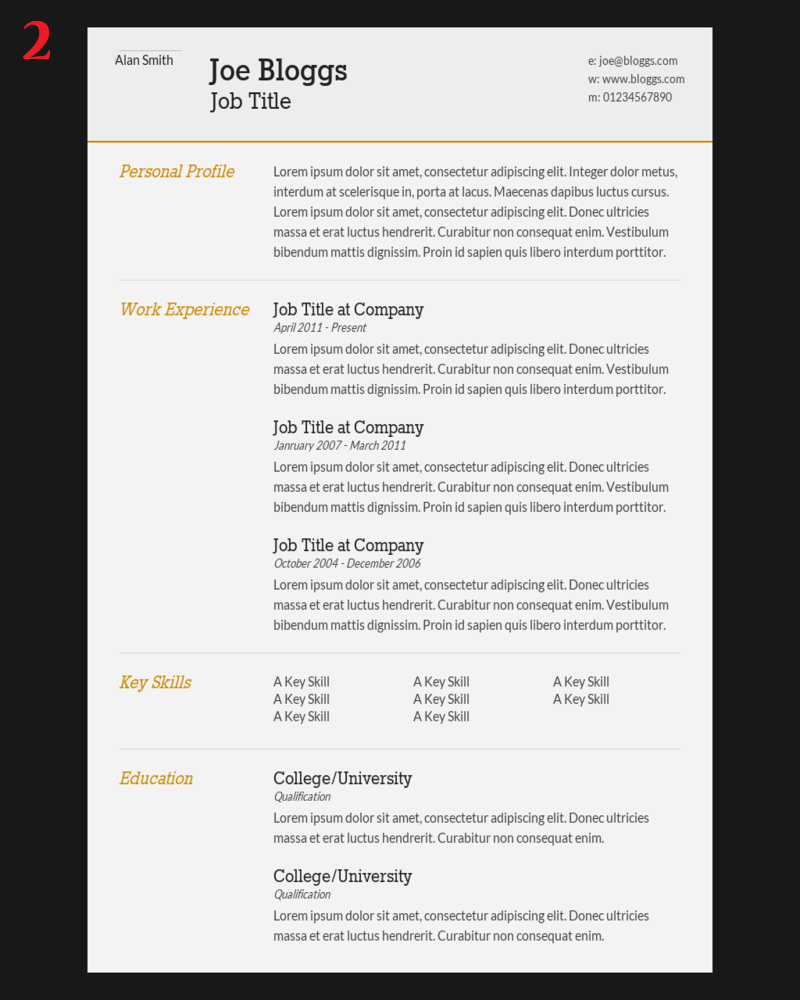 2
Alan Smith
Joe Bloggs
Job Title
e: joe@bloggs.com
w: www.bloggs.com
m: 01234567890
Personal Profile
Lorem ipsum dolor sit amet, consectetur adipiscing elit. Integer dolor metus,
interdum at scelerisque in, porta at lacus. Maecenas dapibus luctus cursus.
Lorem ipsum dolor sit amet, consectetur adipiscing elit. Donec ultricies
massa et erat luctus hendrerit. Curabitur non consequat enim. Vestibulum
bibendum mattis dignissim. Proin id sapien quis libero interdum porttitor.
Work Experience
Job Title at Company
April 2011 - Present
Lorem ipsum dolor sit amet, consectetur adipiscing elit. Donec ultricies
massa et erat luctus hendrerit. Curabitur non consequat enim. Vestibulum
bibendum mattis dignissim. Proin id sapien quis libero interdum porttitor.
Job Title at Company
Janruary 2007 - March 2011
Lorem ipsum dolor sit amet, consectetur adipiscing elit. Donec ultricies
massa et erat luctus hendrerit. Curabitur non consequat enim. Vestibulum
bibendum mattis dignissim. Proin id sapien quis libero interdum porttitor.
Job Title at Company
October 2004 - December 2006
Lorem ipsum dolor sit amet, consectetur adipiscing elit. Donec ultricies
massa et erat luctus hendrerit. Curabitur non consequat enim. Vestibulum
bibendum mattis dignissim. Proin id sapien quis libero interdum porttitor.
Key Skills
A Key Skill A Key Skill A Key Skill
A Key Skill A Key Skill A Key Skill
A Key Skill A Key Skill
Education
College/University
Qualification
Lorem ipsum dolor sit amet, consectetur adipiscing elit. Donec ultricies
massa et erat luctus hendrerit. Curabitur non consequat enim.
College/University
Qualification
Lorem ipsum dolor sit amet, consectetur adipiscing elit. Donec ultricies
massa et erat luctus hendrerit. Curabitur non consequat enim.